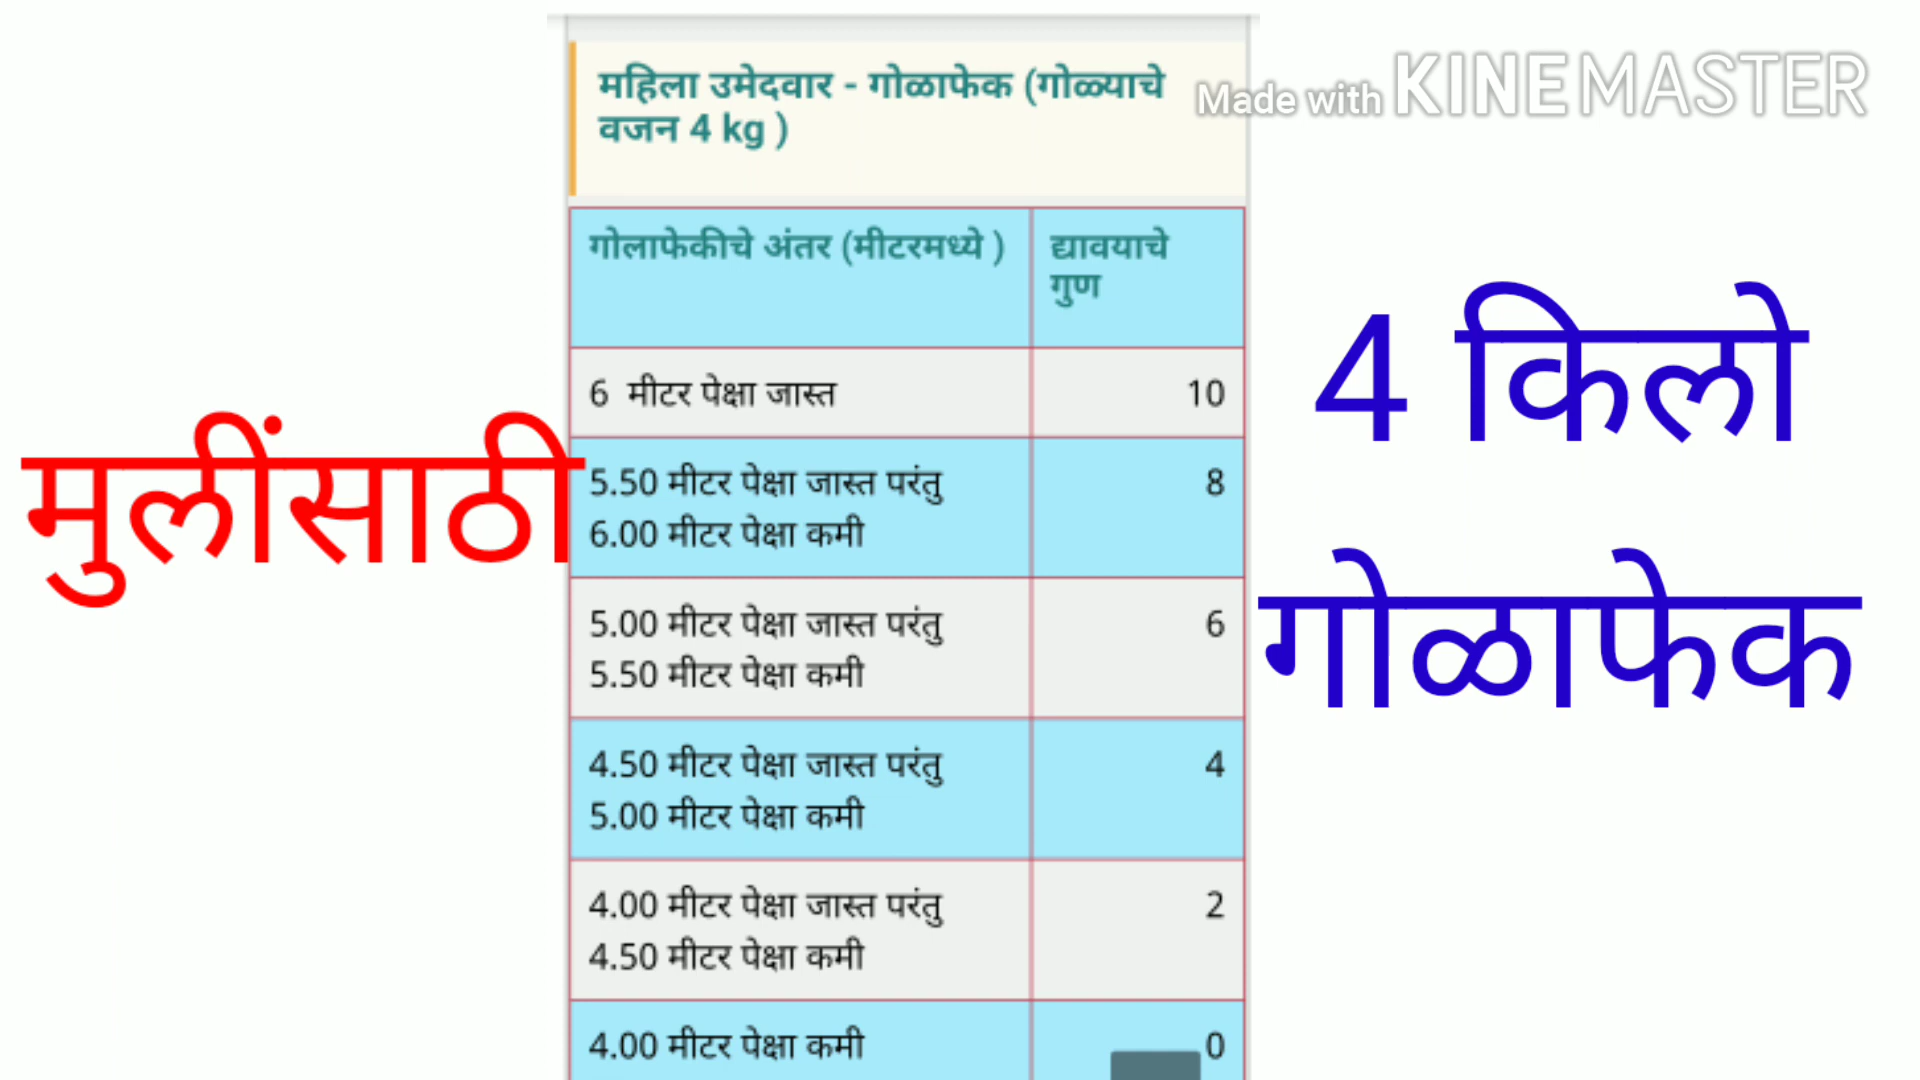 Made with KINEMASTER
महिला उमेदवार - गोळाफेक (गोळ्याचे
वजन 4 kg )
गोलाफेकीचे अंतर (मीटरमध्ये ) द्यावयाचे
गुण
6 मीटर पेक्षा जास्त 10
5.50 मीटर पेक्षा जास्त परंतु 8
6.00 मीटर पेक्षा कमी
5.00 मीटर पेक्षा जास्त परंतु 6
5.50 मीटर पेक्षा कमी
4.50 मीटर पेक्षा जास्त परंतु 4
5.00 मीटर पेक्षा कमी
4.00 मीटर पेक्षा जास्त परंतु 2
4.50 मीटर पेक्षा कमी
4.00 मीटर पेक्षा कमी 0
मुलींसाठी
4 किलो
गोळाफेक